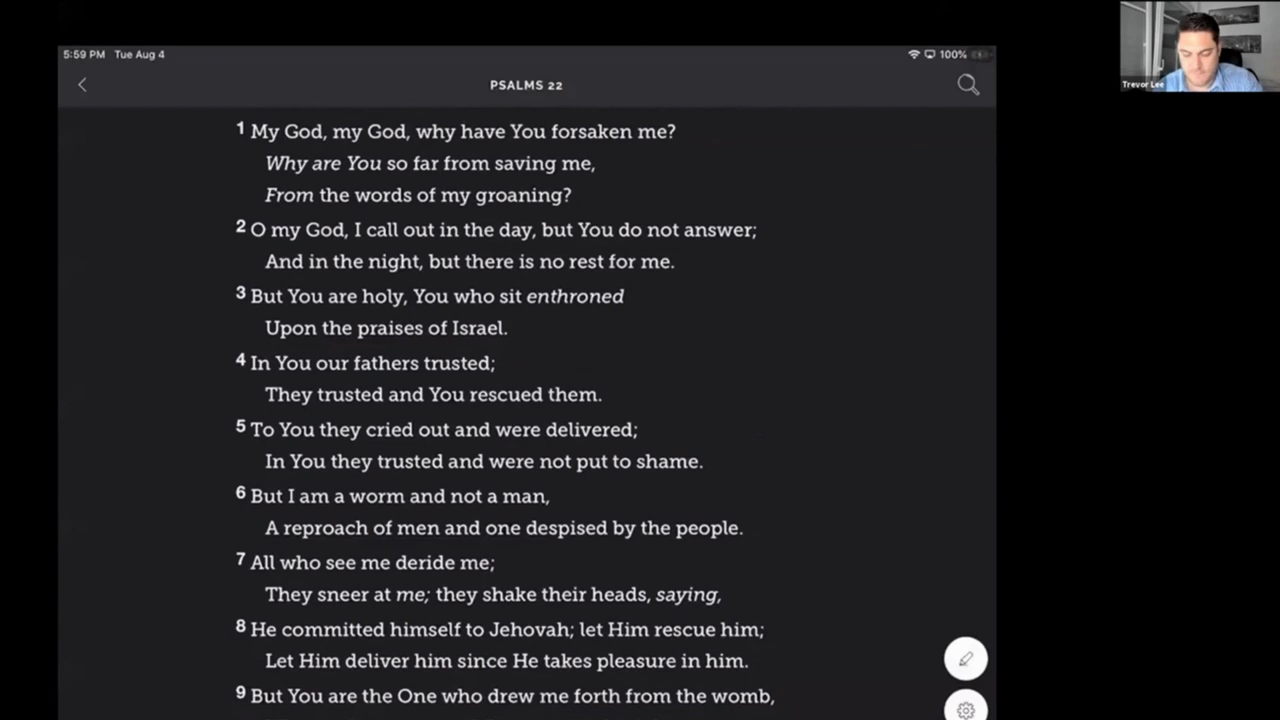 5:59 PM Tue Aug 4
100%
PSALMS 22
Trevor Lee
1 My God, my God, why have You forsaken me?
Why are You so far from saving me,
From the words of my groaning?
2 O my God, I call out in the day, but You do not answer;
And in the night, but there is no rest for me.
3 But You are holy, You who sit enthroned
Upon the praises of Israel.
4 In You our fathers trusted;
They trusted and You rescued them.
5 To You they cried out and were delivered;
In You they trusted and were not put to shame.
6 But I am a worm and not a man,
A reproach of men and one despised by the people.
7 All who see me deride me;
They sneer at me; they shake their heads, saying,
8 He committed himself to Jehovah; let Him rescue him;
Let Him deliver him since He takes pleasure in him.
9 But You are the One who drew me forth from the womb,